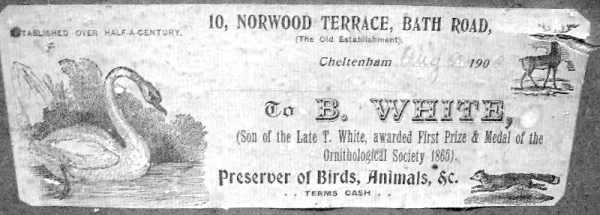 10, NORWOOD TERRACE, BATH ROAD,
ESTABLISHED OVER HALF-A-CENTURY.
(The Old Establishment).
Cheltenham Aug 190
To B. WHITE,
(Son of the Late T. White, awarded First Prize & Medal of the
Ornithological Society 1865).
Preserver of Birds, Animals, &c.
. . TERMS CASH . .